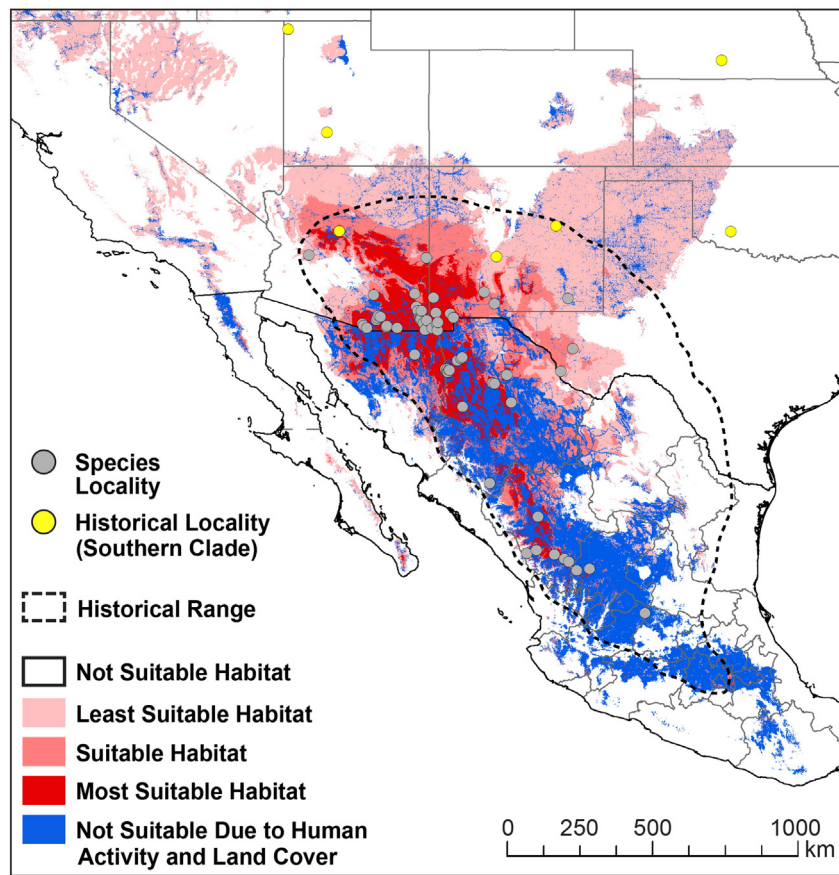 Species
Locality
Historical Locality
(Southern Clade)
Historical Range
Not Suitable Habitat
Least Suitable Habitat
Suitable Habitat
Most Suitable Habitat
Not Suitable Due to Human
Activity and Land Cover
0 250 500 1000
km